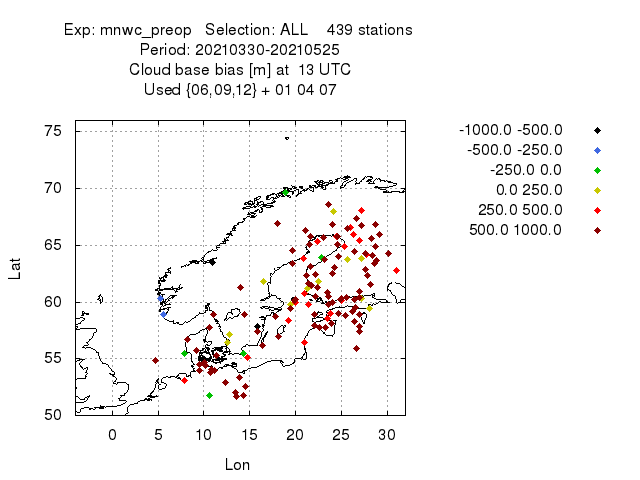 Exp: mnwc_preop Selection: ALL 439 stations
Period: 20210330-20210525
Cloud base bias [m] at 13 UTC
Used {06,09,12} + 01 04 07
75
70
65
60
55
50
Lat
0 5 10 15 20 25 30
Lon
-1000.0 -500.0
-500.0 -250.0
-250.0 0.0
0.0 250.0
250.0 500.0
500.0 1000.0